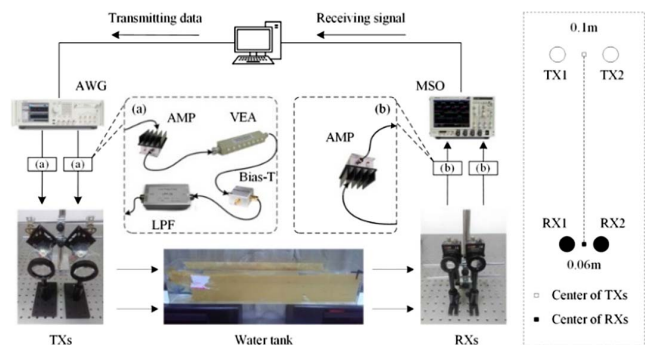 Transmitting data
Receiving signal
AWG
MSO
(a)
AMP
VEA
Bias-T
LPF
(b)
AMP
(a)
(a)
(b)
(b)
TXs
Water tank
RXs
0.1m
TX1
TX2
RX1
RX2
0.06m
Center of TXs
Center of RXs